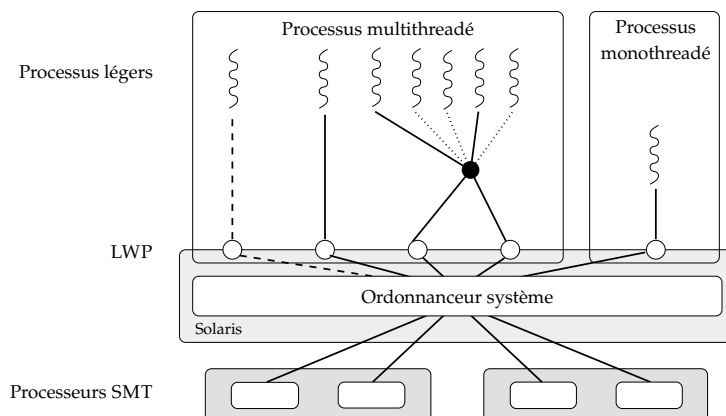 Processus multithreadé
Processus
monothreadé
Processus légers
LWP
Ordonnanceur système
Solaris
Processeurs SMT